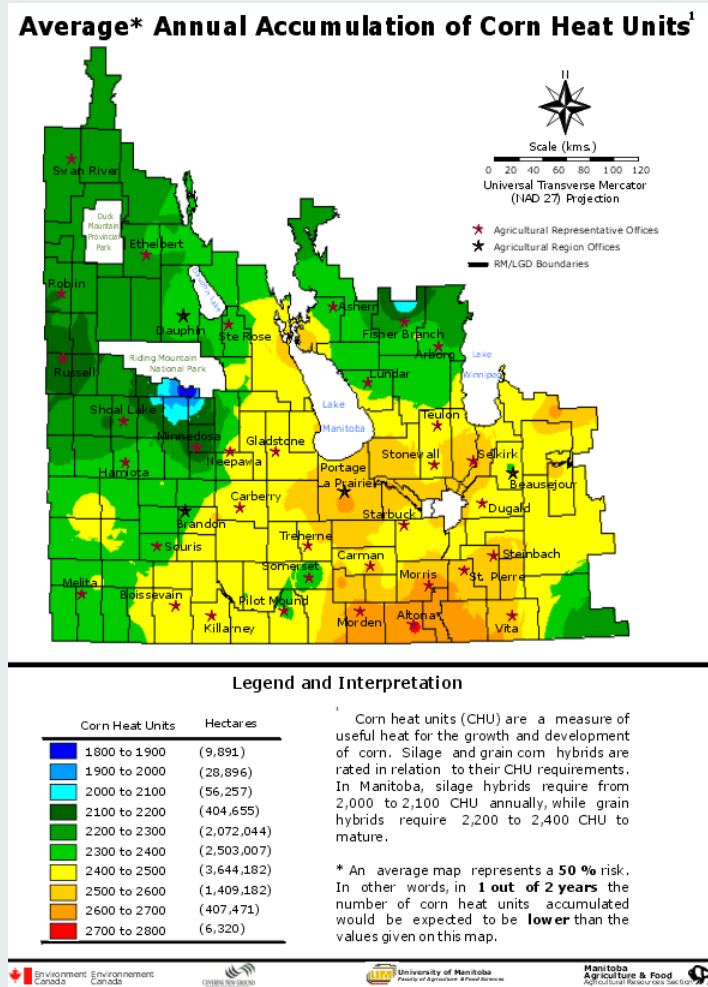 Average* Annual Accumulation of Corn Heat Units¹
Scale (kms.)
0 20 40 60 80 100 120
Universal Transverse Mercator
(NAD 27) Projection
Agricultural Representative Offices
Agricultural Region Offices
RM/LGD Boundaries
Swan River
Duck
Mountain
Provincial
Park
Ethelbert
Roblin
Dauphin Lake
Dauphin
Ste Rose
Ashern
Fisher Branch
Arborg
Lake
Winnipeg
Riding Mountain
National Park
Russell
Lundar
Lake
Manitoba
Shoal Lake
Minnedosa
Neepawa
Gladstone
Teulon
Stonewall
Selkirk
Hamiota
Portage
La Prairie
Beausejour
Carberry
Brandon
Starbuck
Dugald
Souris
Treherne
Carman
Steinbach
Somerset
Morris
St. Pierre
Melita
Boissevain
Pilot Mound
Killarney
Morden
Altona
Vita
Legend and Interpretation
Corn Heat Units Hectares
1800 to 1900 (9,891)
1900 to 2000 (28,896)
2000 to 2100 (56,257)
2100 to 2200 (404,655)
2200 to 2300 (2,072,044)
2300 to 2400 (2,503,007)
2400 to 2500 (3,644,182)
2500 to 2600 (1,409,182)
2600 to 2700 (407,471)
2700 to 2800 (6,320)
¹ Corn heat units (CHU) are a measure of
useful heat for the growth and development
of corn. Silage and grain corn hybrids are
rated in relation to their CHU requirements.
In Manitoba, silage hybrids require from
2,000 to 2,100 CHU annually, while grain
hybrids require 2,200 to 2,400 CHU to
mature.
* An average map represents a 50 % risk.
In other words, in 1 out of 2 years the
number of corn heat units accumulated
would be expected to be lower than the
values given on this map.
Environment Environnement
Canada Canada
COVERING NEW GROUND
UM
University of Manitoba
Faculty of Agriculture & Food Sciences
Manitoba
Agriculture & Food
Agricultural Resources Section